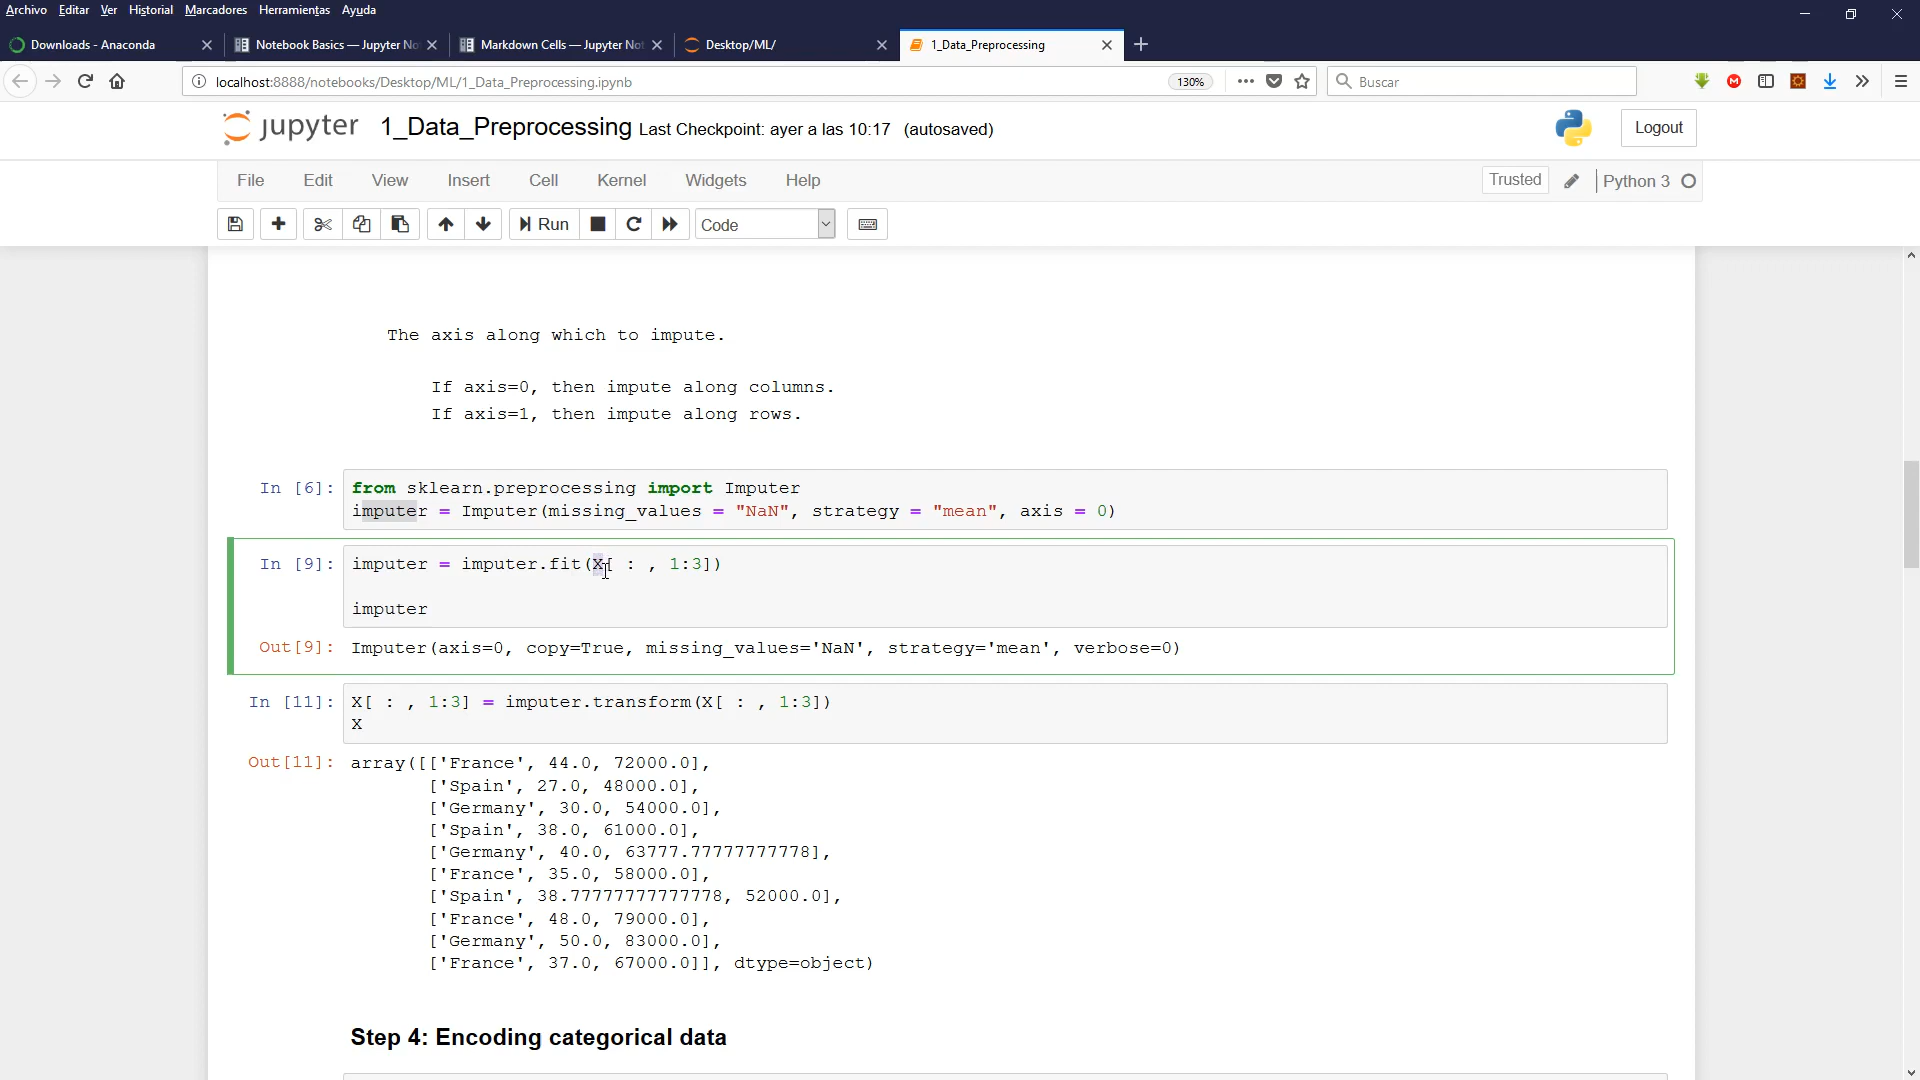 Archivo Editar Ver Historial Marcadores Herramientas Ayuda
Downloads - Anaconda
Notebook Basics — Jupyter No
Markdown Cells — Jupyter Not
Desktop/ML/
1_Data_Preprocessing
localhost:8888/notebooks/Desktop/ML/1_Data_Preprocessing.ipynb
130%
Buscar
jupyter 1_Data_Preprocessing Last Checkpoint: ayer a las 10:17 (autosaved)
Logout
File Edit View Insert Cell Kernel Widgets Help
Trusted
Python 3
Run
Code
The axis along which to impute.
If axis=0, then impute along columns.
If axis=1, then impute along rows.
In [6]: from sklearn.preprocessing import Imputer
imputer = Imputer(missing_values = "NaN", strategy = "mean", axis = 0)
In [9]: imputer = imputer.fit(X[ : , 1:3])
imputer
Out[9]: Imputer(axis=0, copy=True, missing_values='NaN', strategy='mean', verbose=0)
In [11]: X[ : , 1:3] = imputer.transform(X[ : , 1:3])
X
Out[11]: array([['France', 44.0, 72000.0],
['Spain', 27.0, 48000.0],
['Germany', 30.0, 54000.0],
['Spain', 38.0, 61000.0],
['Germany', 40.0, 63777.77777777778],
['France', 35.0, 58000.0],
['Spain', 38.77777777777778, 52000.0],
['France', 48.0, 79000.0],
['Germany', 50.0, 83000.0],
['France', 37.0, 67000.0]], dtype=object)
Step 4: Encoding categorical data